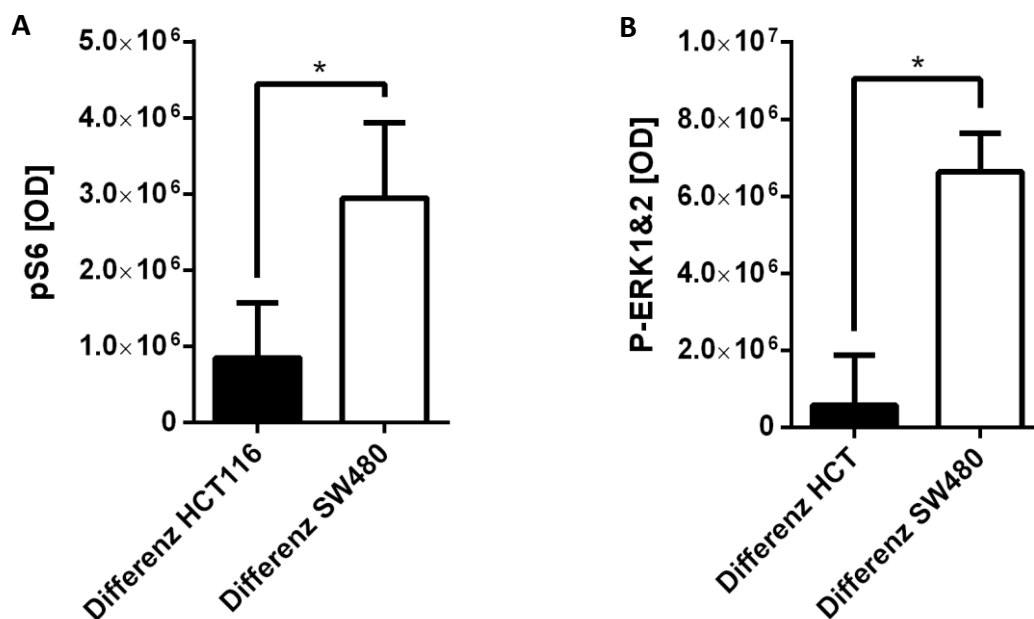 A
pS6 [OD]
5.0×10⁶
4.0×10⁶
3.0×10⁶
2.0×10⁶
1.0×10⁶
0
*
Differenz HCT116
Differenz SW480
B
P-ERK1&2 [OD]
1.0×10⁷
8.0×10⁶
6.0×10⁶
4.0×10⁶
2.0×10⁶
0
*
Differenz HCT
Differenz SW480